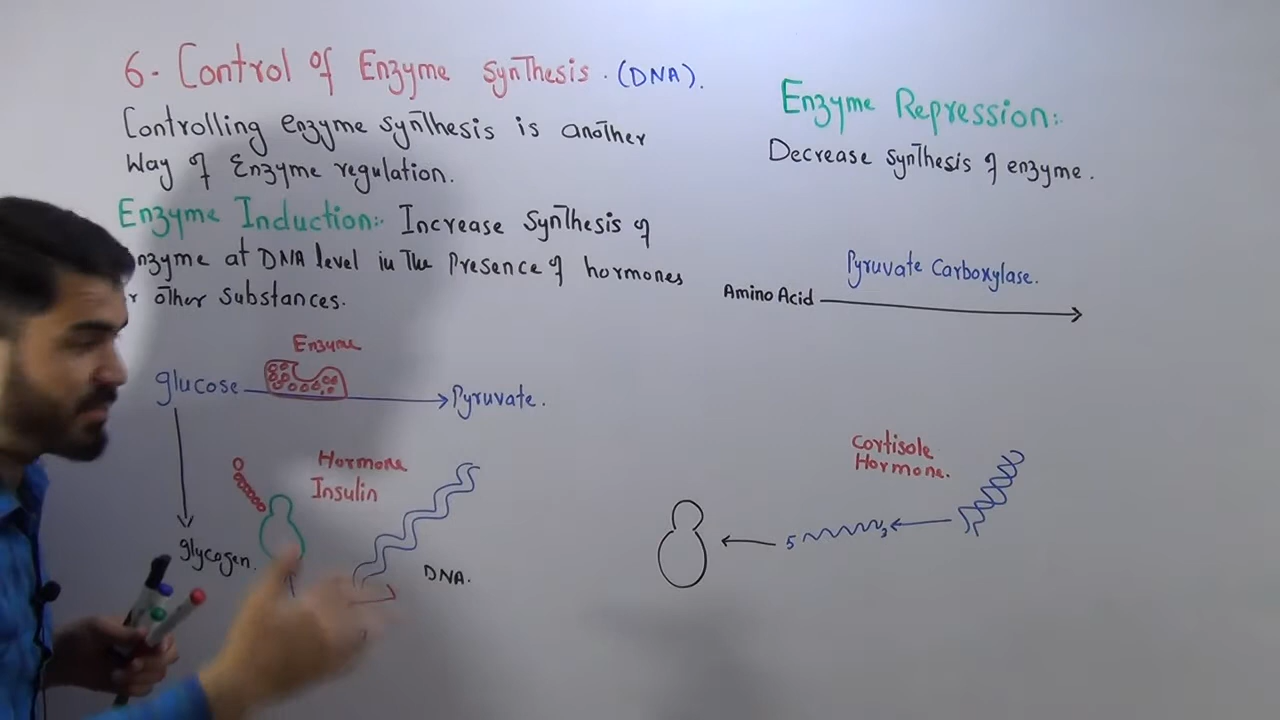 6- Control of Enzyme synthesis. (DNA).
Controlling enzyme synthesis is another
Way of Enzyme regulation.
Enzyme Induction:- Increase synthesis of
nzyme at DNA level in the Presence of hormones
r other substances.
Enzyme
glucose
Pyruvate.
Hormone
Insulin
glycogen.
DNA.
Enzyme Repression:-
Decrease synthesis of enzyme.
Pyruvate Carboxylase.
Amino Acid
Cortisole
Hormone.
5
3